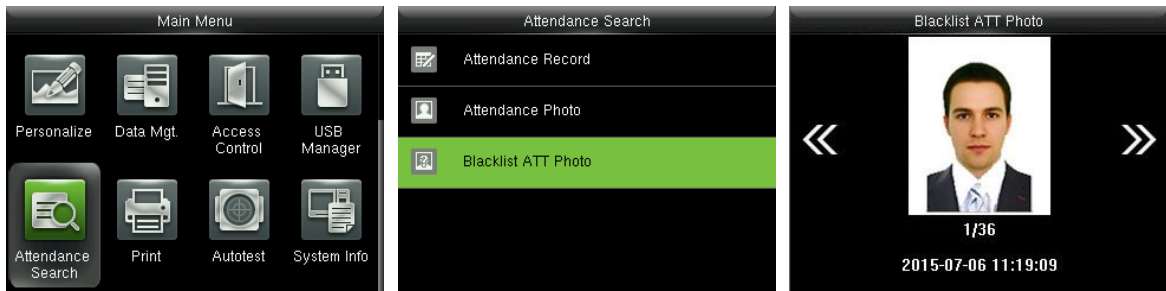 Main Menu
Personalize
Data Mgt.
Access
Control
USB
Manager
Attendance
Search
Print
Autotest
System Info
Attendance Search
Attendance Record
Attendance Photo
Blacklist ATT Photo
Blacklist ATT Photo
1/36
2015-07-06 11:19:09